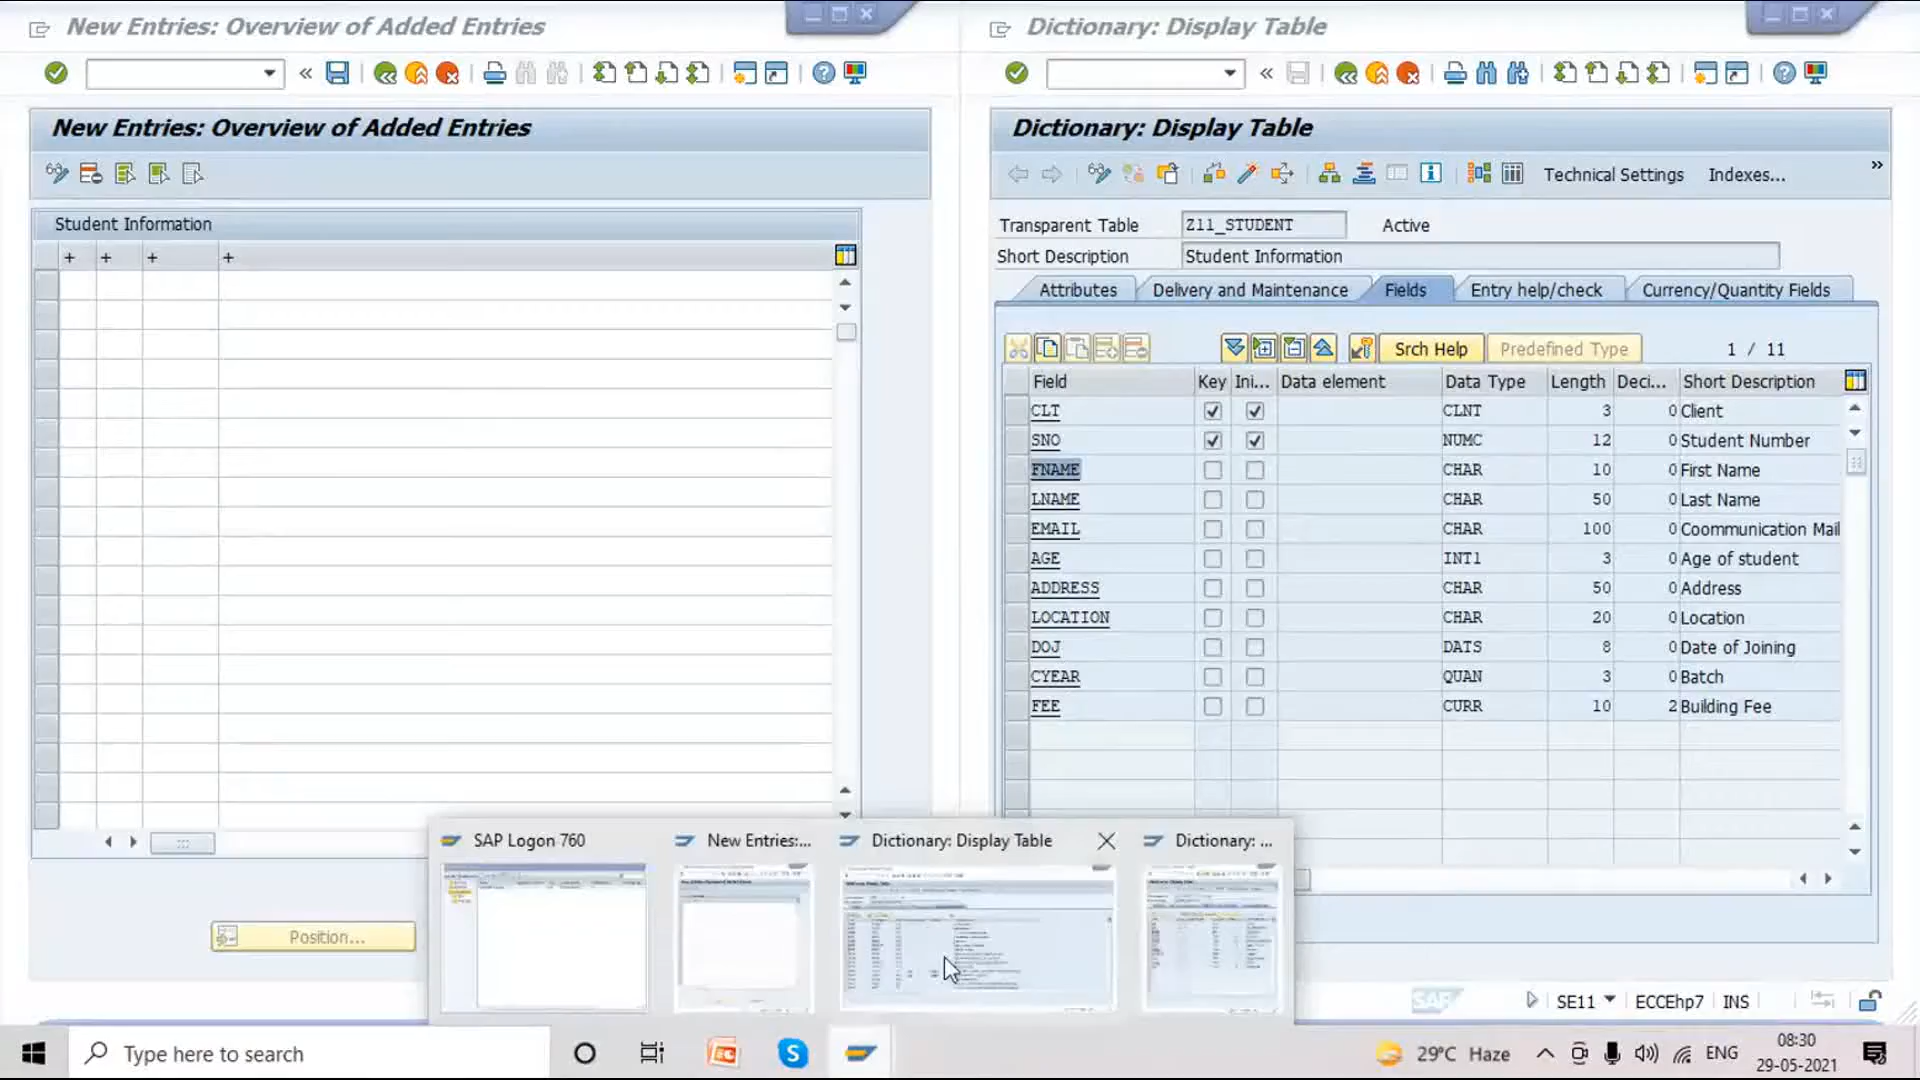 New Entries: Overview of Added Entries
Dictionary: Display Table
New Entries: Overview of Added Entries
Dictionary: Display Table
Technical Settings
Indexes...
Student Information
+ + + +
Transparent Table Z11_STUDENT Active
Short Description Student Information
Attributes Delivery and Maintenance Fields Entry help/check Currency/Quantity Fields
Srch Help Predefined Type 1 / 11
Field Key Ini... Data element Data Type Length Deci... Short Description
CLT CLNT 3 0 Client
SNO NUMC 12 0 Student Number
FNAME CHAR 10 0 First Name
LNAME CHAR 50 0 Last Name
EMAIL CHAR 100 0 Coommunication Mail
AGE INT1 3 0 Age of student
ADDRESS CHAR 50 0 Address
LOCATION CHAR 20 0 Location
DOJ DATS 8 0 Date of Joining
CYEAR QUAN 3 0 Batch
FEE CURR 10 2 Building Fee
Position...
SAP Logon 760
New Entries:...
Dictionary: Display Table
Dictionary: ...
SAP
SE11
ECCEhp7
INS
Type here to search
29°C Haze
ENG
08:30
29-05-2021